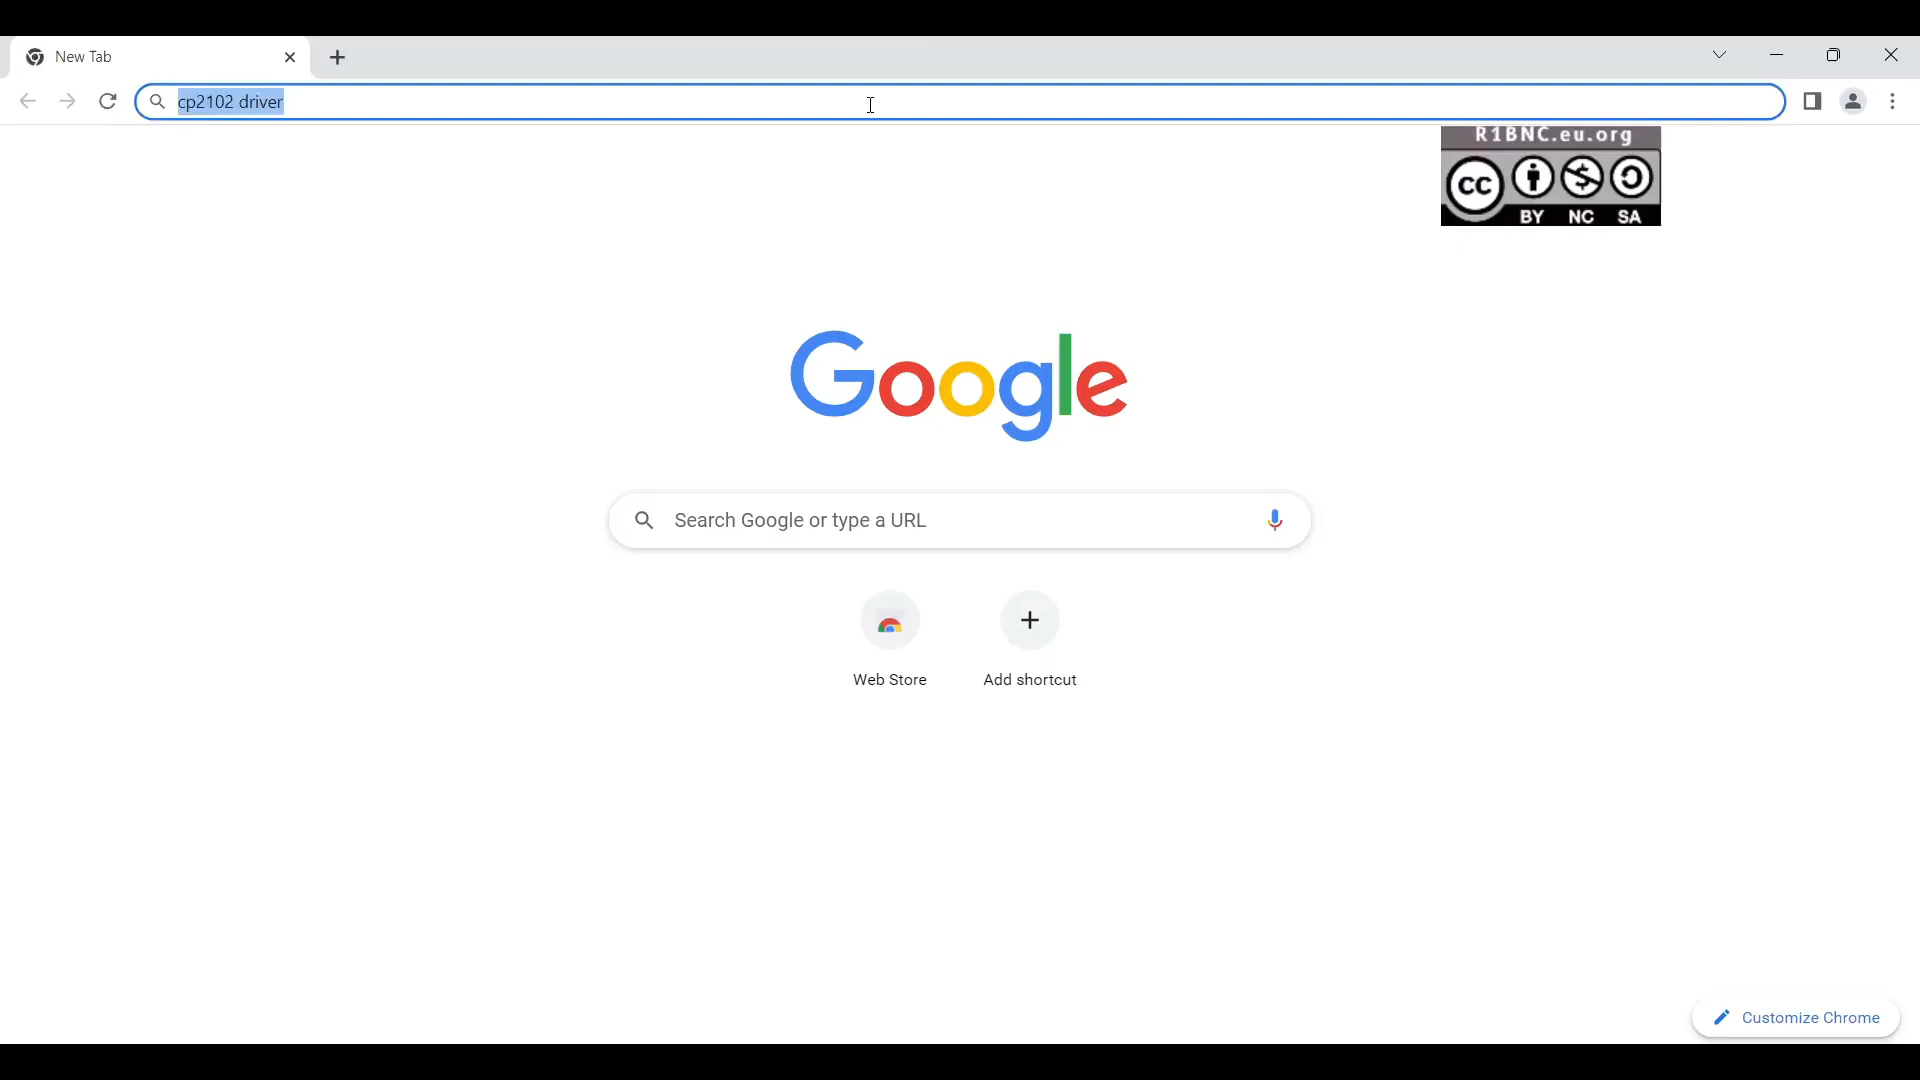 New Tab
cp2102 driver
R1BNC.eu.org
cc
BY NC SA
Google
Search Google or type a URL
Web Store
Add shortcut
Customize Chrome